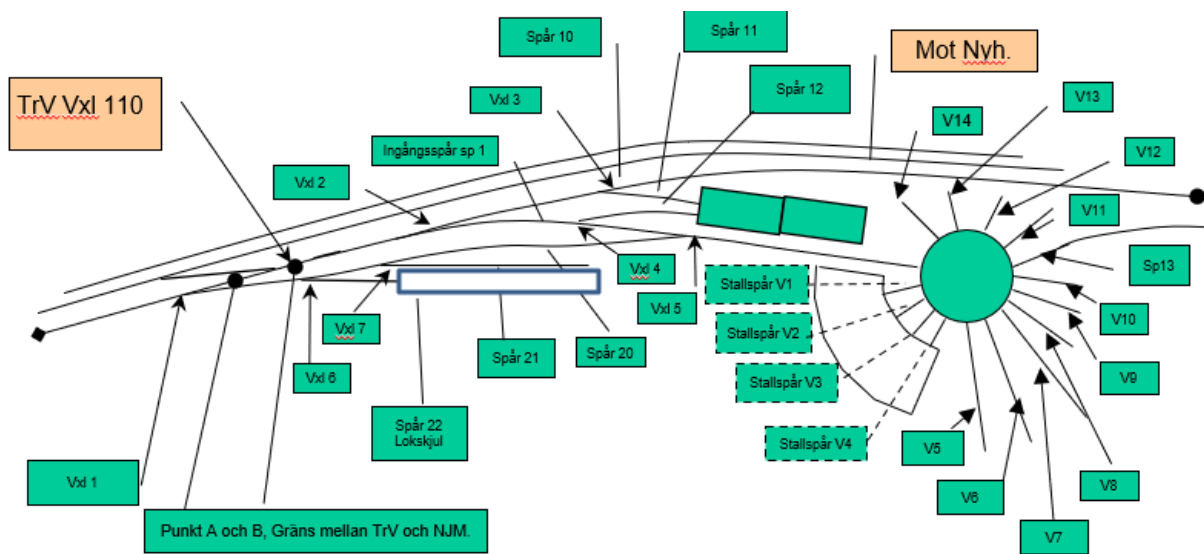 Spår 10
Spår 11
Mot Nyh.
TrV Vxl 110
Vxl 3
Spår 12
V13
V14
Ingångsspår sp 1
V12
Vxl 2
V11
Vxl 4
Sp13
Stallspår V1
Vxl 5
Vxl 7
V10
Stallspår V2
Spår 21
Spår 20
Vxl 6
V9
Stallspår V3
Spår 22
Lokskjul
Stallspår V4
V5
Vxl 1
V8
V6
Punkt A och B, Gräns mellan TrV och NJM.
V7